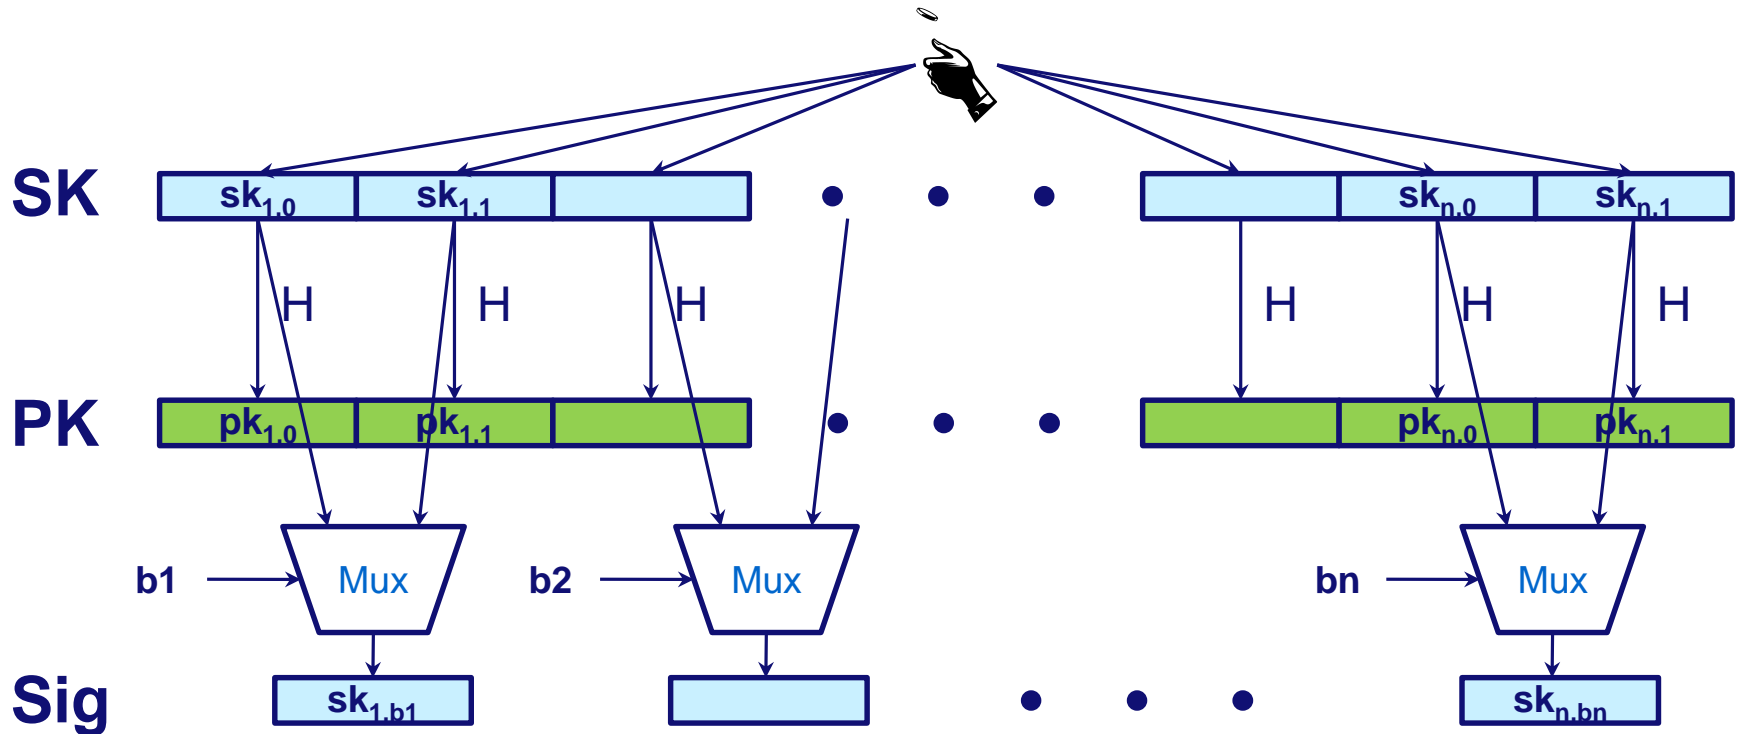 SK sk1,0 sk1,1 skn,0 skn,1
H H H H H H
PK pk1,0 pk1,1 pkn,0 pkn,1
b1 Mux b2 Mux bn Mux
Sig sk1,b1 skn,bn